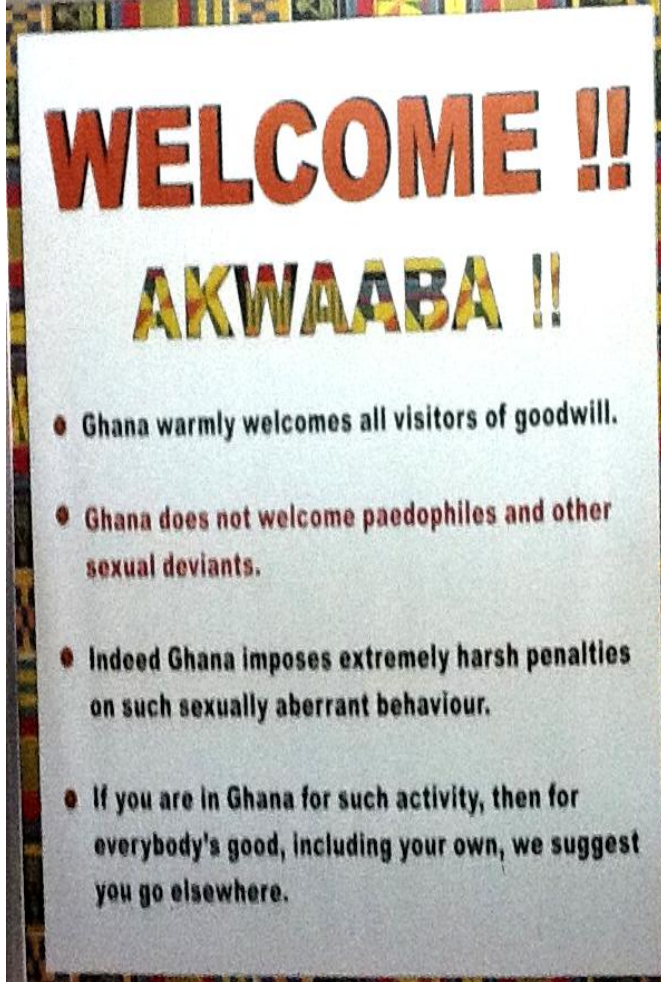 WELCOME !!
AKWAABA !!
Ghana warmly welcomes all visitors of goodwill.
Ghana does not welcome paedophiles and other
sexual deviants.
Indeed Ghana imposes extremely harsh penalties
on such sexually aberrant behaviour.
If you are in Ghana for such activity, then for
everybody's good, including your own, we suggest
you go elsewhere.